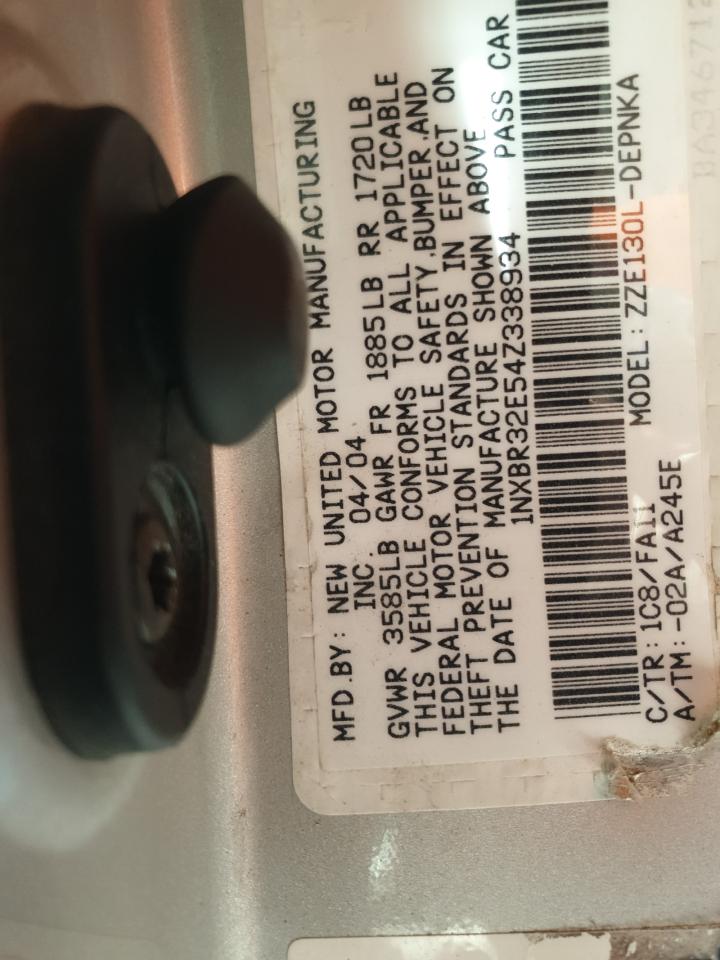 MFD.BY: NEW UNITED MOTOR MANUFACTURING
INC. 04/04
GVWR 3585LB GAWR FR 1885LB RR 1720LB
THIS VEHICLE CONFORMS TO ALL APPLICABLE
FEDERAL MOTOR VEHICLE SAFETY,BUMPER,AND
THEFT PREVENTION STANDARDS IN EFFECT ON
THE DATE OF MANUFACTURE SHOWN ABOVE.
1NXBR32E54Z338934 PASS CAR
C/TR: 1C8/FA11 MODEL: ZZE130L-DEPNKA
A/TM:-02A/A245E